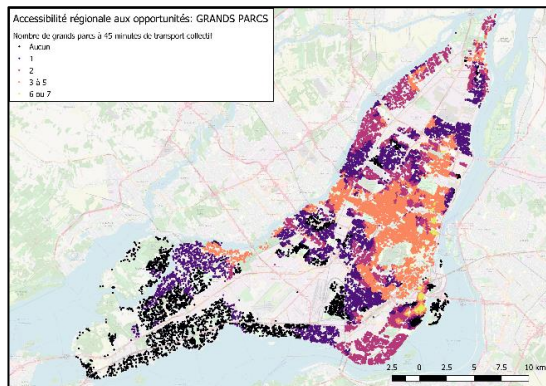 Accessibilité régionale aux opportunités: GRANDS PARCS
Nombre de grands parcs à 45 minutes de transport collectif
Aucun
1
2
3 à 5
6 ou 7
2.5 0 2.5 5 7.5 10 km